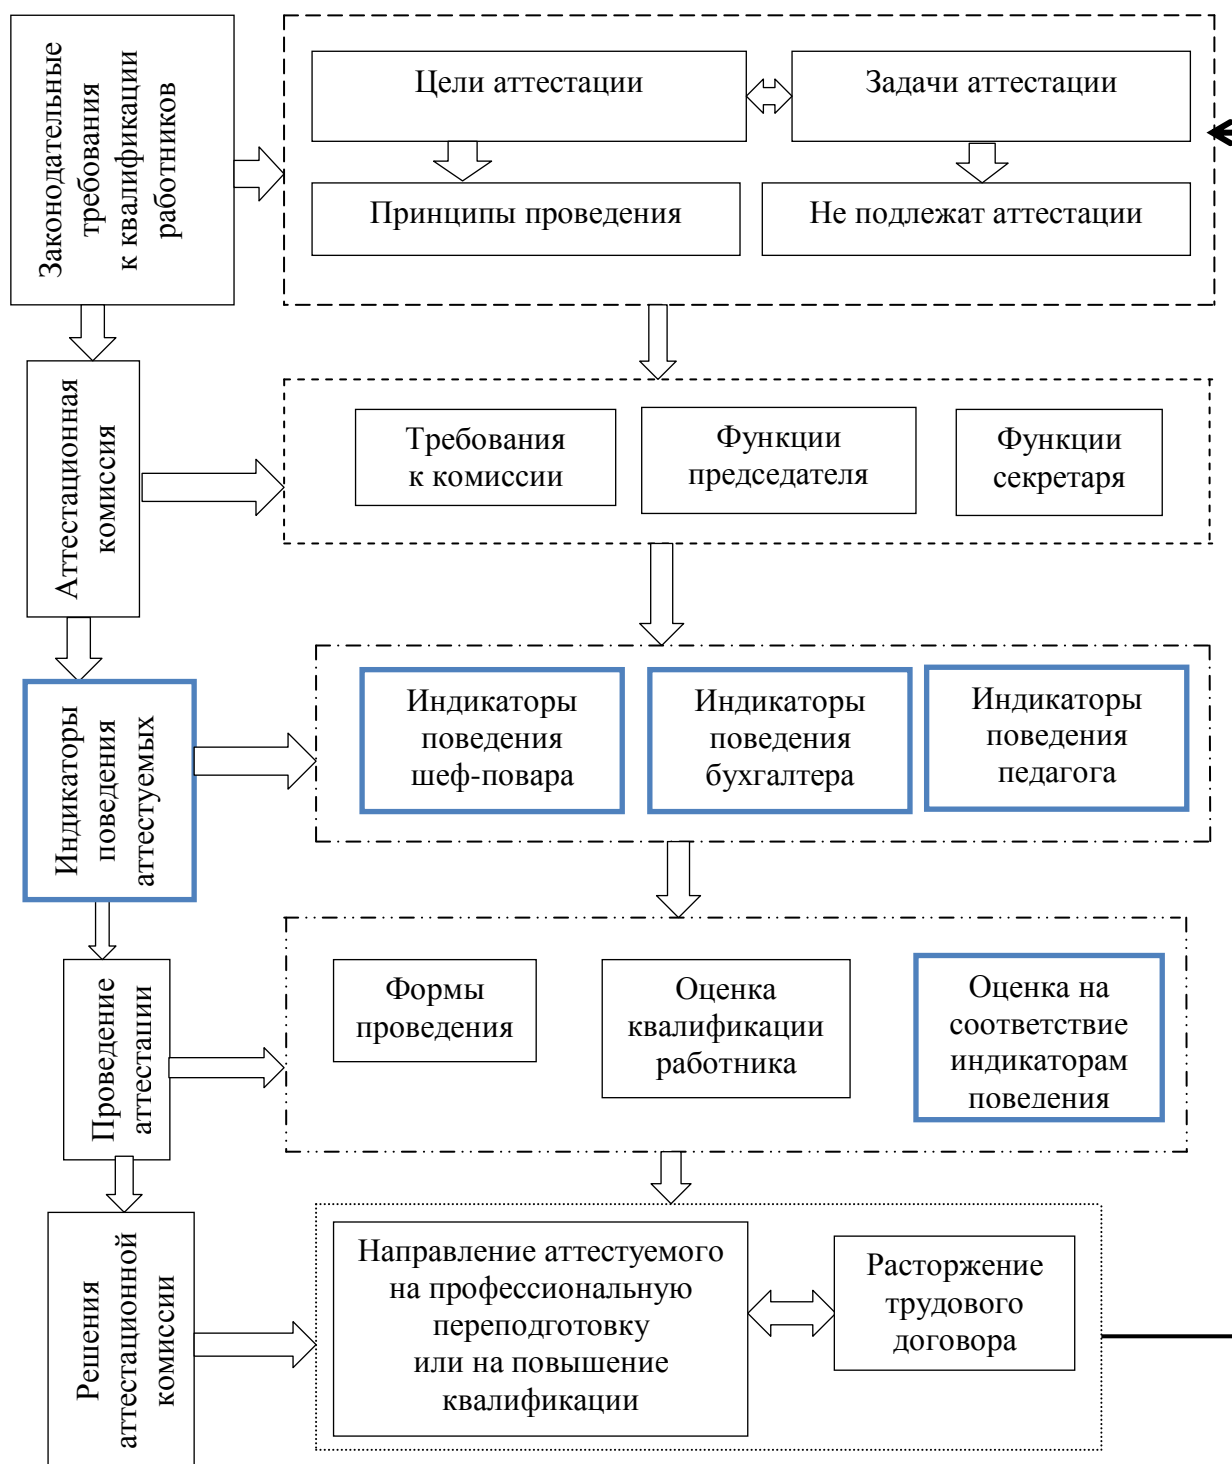 Законодательные
требования
к квалификации
работников
Цели аттестации
Задачи аттестации
Принципы проведения
Не подлежат аттестации
Аттестационная
комиссия
Требования
к комиссии
Функции
председателя
Функции
секретаря
Индикаторы
поведения
аттестуемых
Индикаторы
поведения
шеф-повара
Индикаторы
поведения
бухгалтера
Индикаторы
поведения
педагога
Проведение
аттестации
Формы
проведения
Оценка
квалификации
работника
Оценка на
соответствие
индикаторам
поведения
Решения
аттестационной
комиссии
Направление аттестуемого
на профессиональную
переподготовку
или на повышение
квалификации
Расторжение
трудового
договора